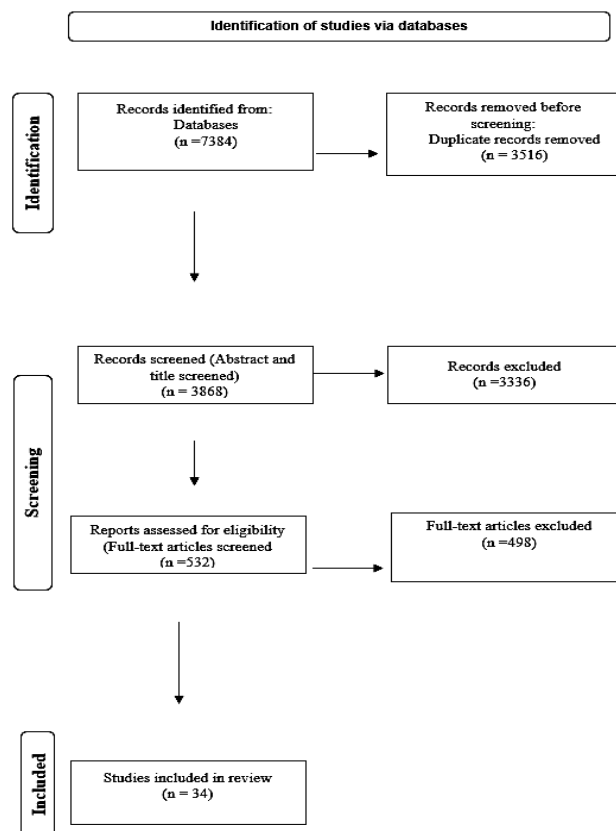 Identification of studies via databases
Identification
Records identified from:
Databases
(n =7384)
Records removed before
screening:
Duplicate records removed
(n = 3516)
Screening
Records screened (Abstract and
title screened)
(n = 3868)
Records excluded
(n =3336)
Reports assessed for eligibility
(Full-text articles screened
(n =532)
Full-text articles excluded
(n =498)
Included
Studies included in review
(n = 34)